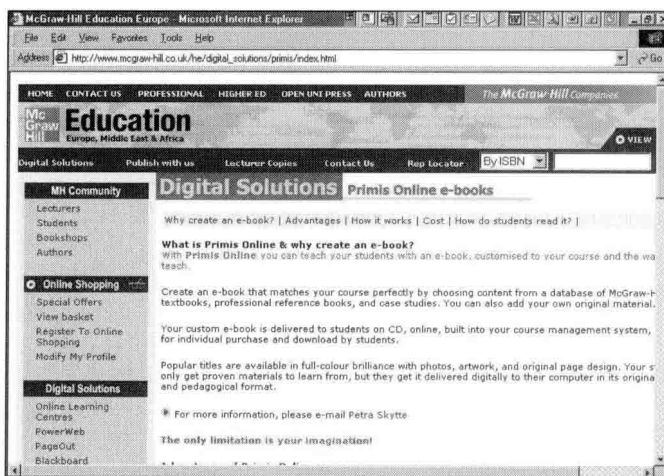 McGraw-Hill Education Europe - Microsoft Internet Explorer
File Edit View Favorites Tools Help
Address http://www.mcgraw-hill.co.uk/he/digital_solutions/primis/index.html Go
HOME CONTACT US PROFESSIONAL HIGHER ED OPEN UNI PRESS AUTHORS The McGraw-Hill Companies
Mc Graw Hill Education
Europe, Middle East & Africa
VIEW
Digital Solutions Publish with us Lecturer Copies Contact Us Rep Locator By ISBN
MH Community
Lecturers
Students
Bookshops
Authors
Online Shopping
Special Offers
View basket
Register To Online
Shopping
Modify My Profile
Digital Solutions
Online Learning
Centres
PowerWeb
PageOut
Blackboard
Digital Solutions Primis Online e-books
Why create an e-book? | Advantages | How it works | Cost | How do students read it? |
What is Primis Online & why create an e-book?
With Primis Online you can teach your students with an e-book, customised to your course and the wa
teach.
Create an e-book that matches your course perfectly by choosing content from a database of McGraw-H
textbooks, professional reference books, and case studies. You can also add your own original material.
Your custom e-book is delivered to students on CD, online, built into your course management system,
for individual purchase and download by students.
Popular titles are available in full-colour brilliance with photos, artwork, and original page design. Your s
only get proven materials to learn from, but they get it delivered digitally to their computer in its origina
and pedagogical format.
For more information, please e-mail Petra Skytte
The only limitation is your imagination!